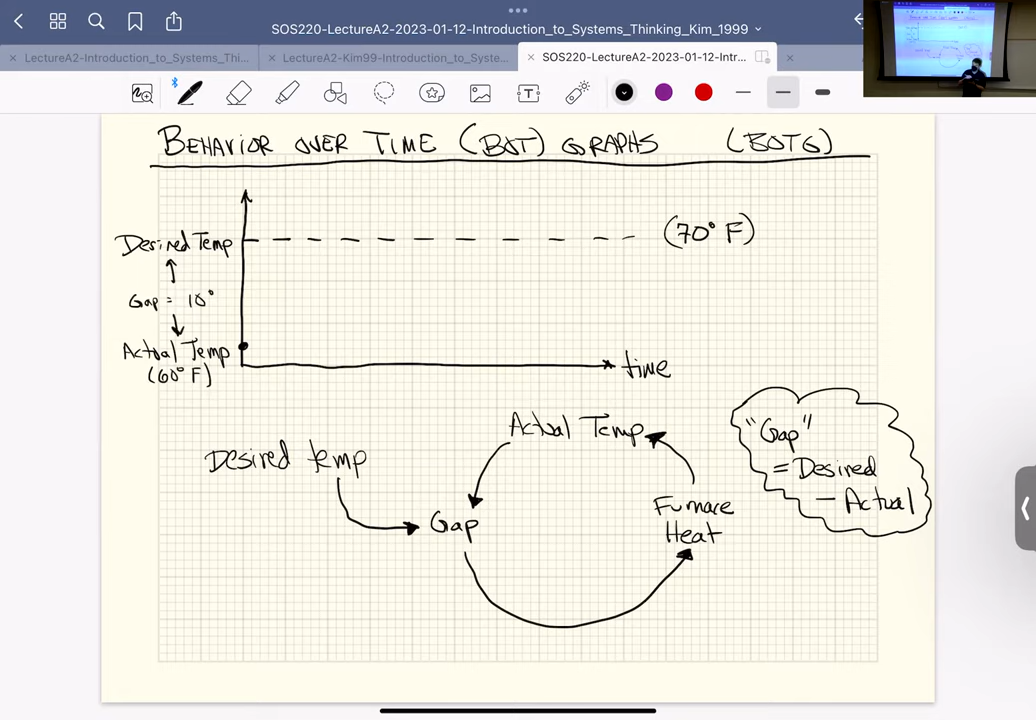 SOS220-LectureA2-2023-01-12-Introduction_to_Systems_Thinking_Kim_1999
LectureA2-Introduction_to_Systems_Thi...
LectureA2-Kim99-Introduction_to_Syste...
SOS220-LectureA2-2023-01-12-Intr...
BEHAVIOR OVER TIME (BOT) GRAPHS (BOTG)
Desired Temp
(70° F)
Gap = 10°
Actual Temp
(60° F)
time
Actual Temp
Desired temp
Gap
Furnace
Heat
"Gap"
= Desired
- Actual